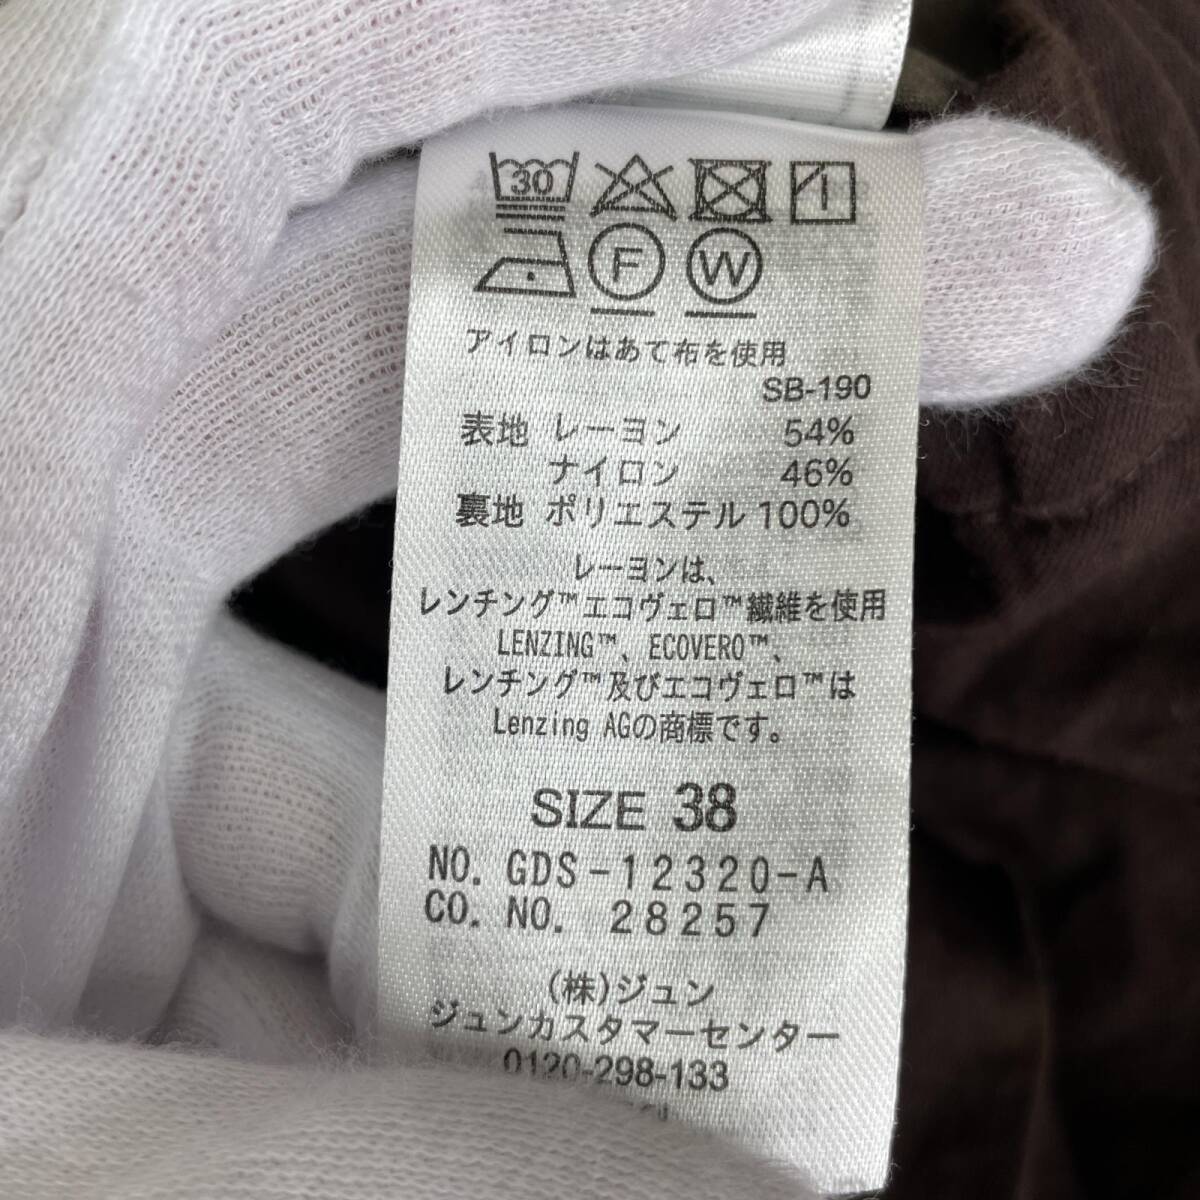 30
F W
アイロンはあて布を使用
SB-190
表地 レーヨン 54%
ナイロン 46%
裏地 ポリエステル 100%
レーヨンは、
レンチング™エコヴェロ™繊維を使用
LENZING™、ECOVERO™、
レンチング™及びエコヴェロ™は
Lenzing AGの商標です。
SIZE 38
NO. GDS-12320-A
CO. NO. 28257
(株)ジュン
ジュンカスタマーセンター
0120-298-133